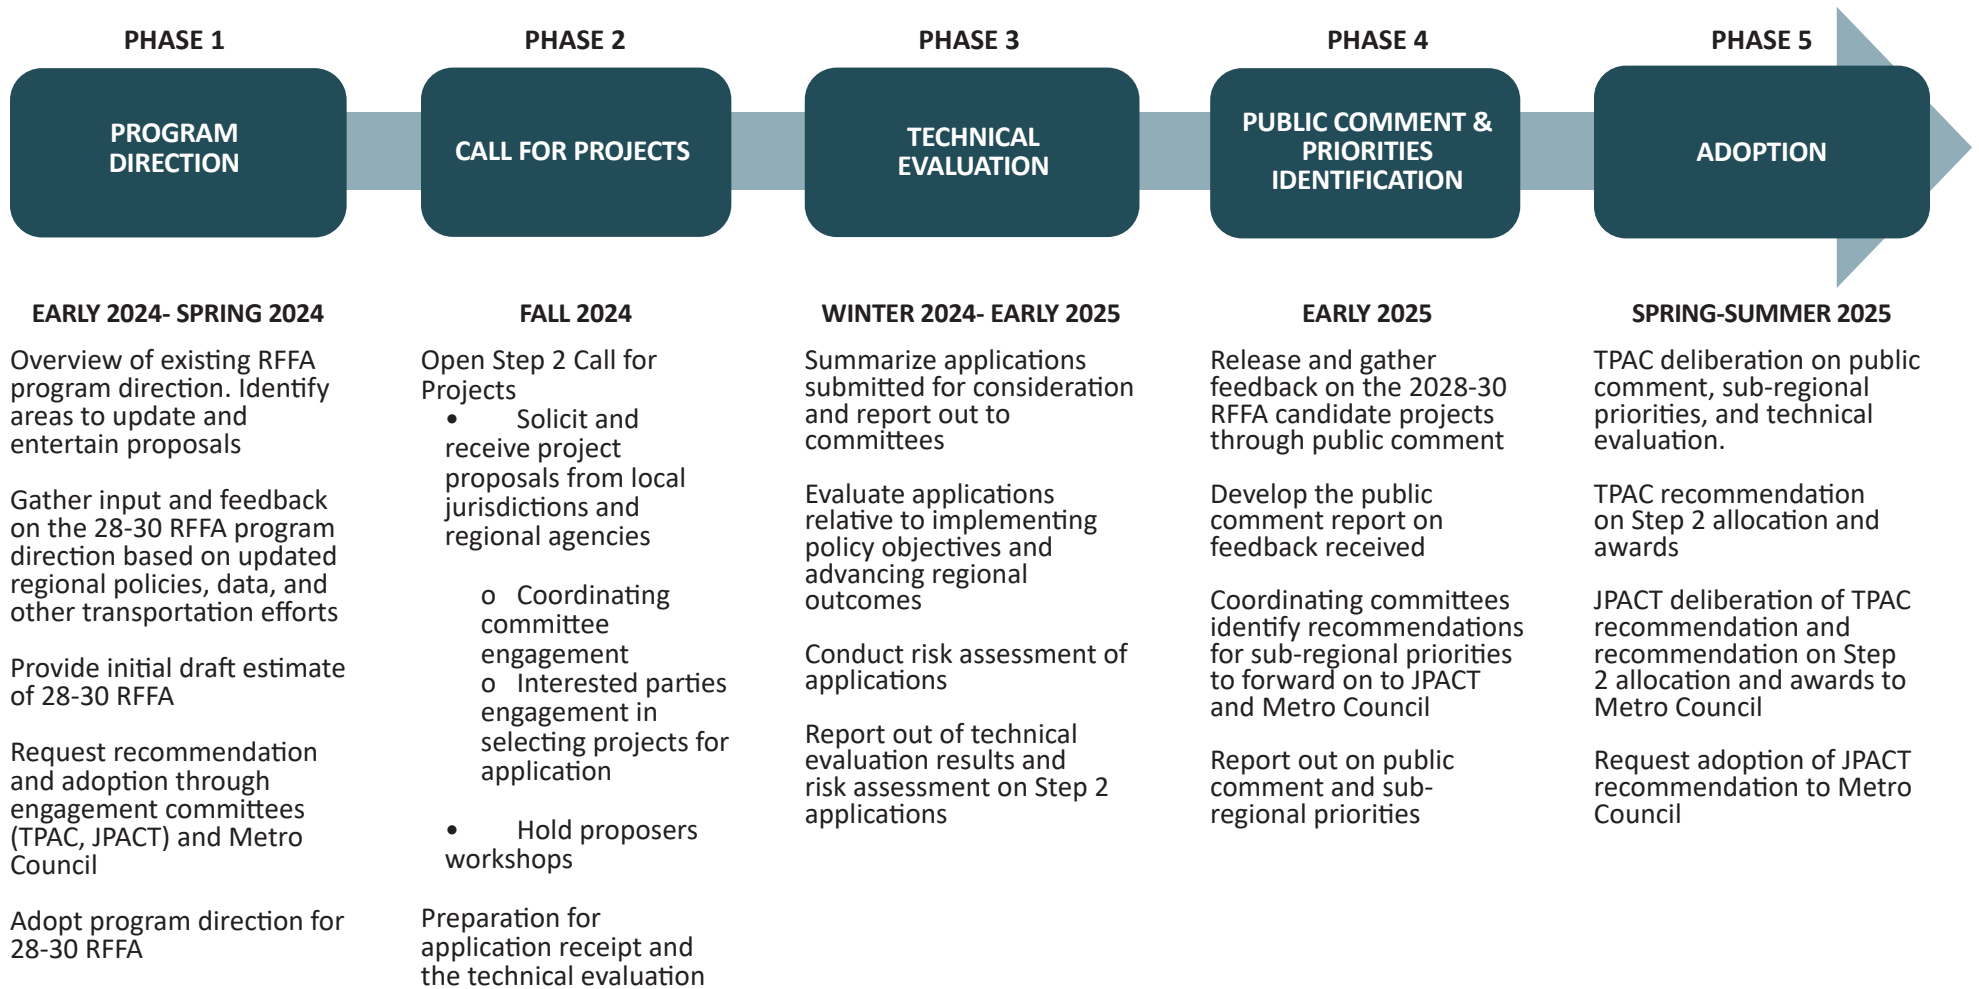 PHASE 1
PROGRAM
DIRECTION
EARLY 2024- SPRING 2024
Overview of existing RFFA
program direction. Identify
areas to update and
entertain proposals
Gather input and feedback
on the 28-30 RFFA program
direction based on updated
regional policies, data, and
other transportation efforts
Provide initial draft estimate
of 28-30 RFFA
Request recommendation
and adoption through
engagement committees
(TPAC, JPACT) and Metro
Council
Adopt program direction for
28-30 RFFA
PHASE 2
CALL FOR PROJECTS
FALL 2024
Open Step 2 Call for
Projects
• Solicit and
receive project
proposals from local
jurisdictions and
regional agencies
o Coordinating
committee
engagement
o Interested parties
engagement in
selecting projects for
application
• Hold proposers
workshops
Preparation for
application receipt and
the technical evaluation
PHASE 3
TECHNICAL
EVALUATION
WINTER 2024- EARLY 2025
Summarize applications
submitted for consideration
and report out to
committees
Evaluate applications
relative to implementing
policy objectives and
advancing regional
outcomes
Conduct risk assessment of
applications
Report out of technical
evaluation results and
risk assessment on Step 2
applications
PHASE 4
PUBLIC COMMENT &
PRIORITIES
IDENTIFICATION
EARLY 2025
Release and gather
feedback on the 2028-30
RFFA candidate projects
through public comment
Develop the public
comment report on
feedback received
Coordinating committees
identify recommendations
for sub-regional priorities
to forward on to JPACT
and Metro Council
Report out on public
comment and sub-
regional priorities
PHASE 5
ADOPTION
SPRING-SUMMER 2025
TPAC deliberation on public
comment, sub-regional
priorities, and technical
evaluation.
TPAC recommendation
on Step 2 allocation and
awards
JPACT deliberation of TPAC
recommendation and
recommendation on Step
2 allocation and awards to
Metro Council
Request adoption of JPACT
recommendation to Metro
Council